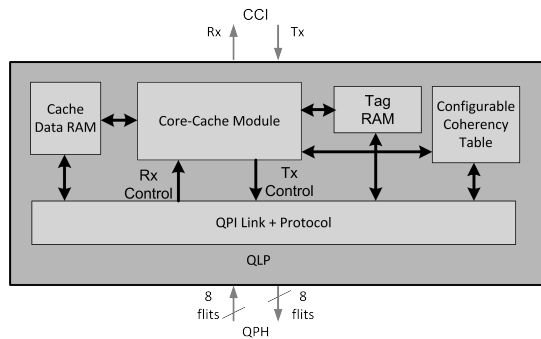 CCI
Rx
Tx
Cache
Data RAM
Core-Cache Module
Tag
RAM
Configurable
Coherency
Table
Rx
Control
Tx
Control
QPI Link + Protocol
QLP
8
flits
8
flits
QPH